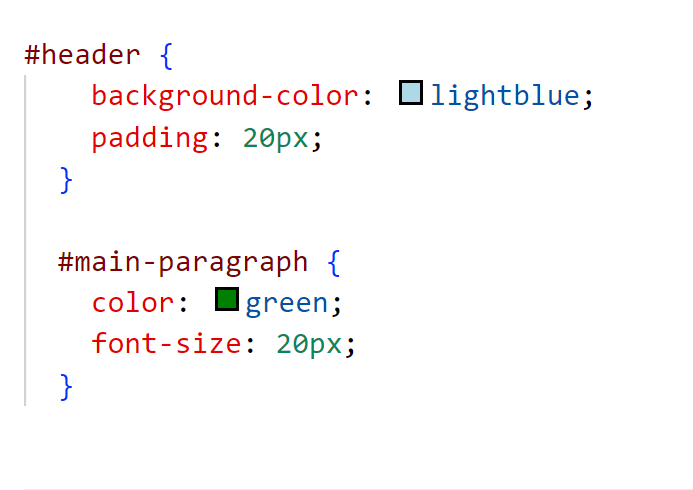 #header {
background-color: lightblue;
padding: 20px;
}
#main-paragraph {
color: green;
font-size: 20px;
}